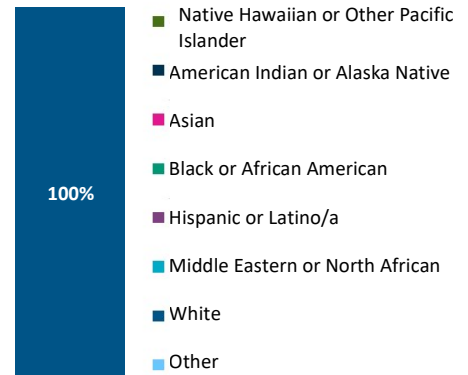 Native Hawaiian or Other Pacific
Islander
American Indian or Alaska Native
Asian
Black or African American
100%
Hispanic or Latino/a
Middle Eastern or North African
White
Other